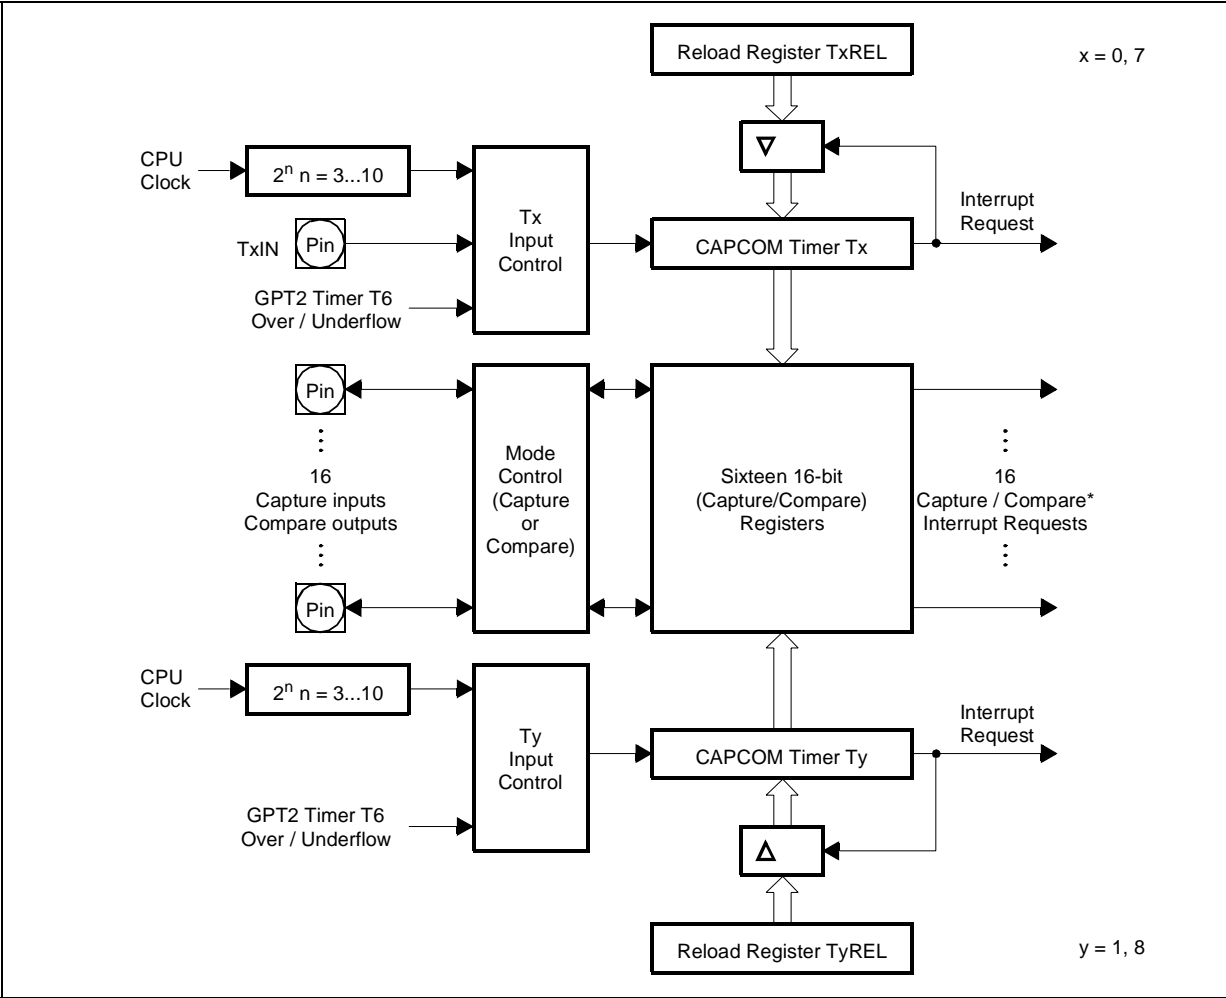 Reload Register TxREL
x = 0, 7
CPU
Clock
2ⁿ n = 3...10
Tx
Input
Control
TxIN
Pin
GPT2 Timer T6
Over / Underflow
CAPCOM Timer Tx
Interrupt
Request
Pin
16
Capture inputs
Compare outputs
Pin
Mode
Control
(Capture
or
Compare)
Sixteen 16-bit
(Capture/Compare)
Registers
16
Capture / Compare*
Interrupt Requests
CPU
Clock
2ⁿ n = 3...10
Ty
Input
Control
GPT2 Timer T6
Over / Underflow
CAPCOM Timer Ty
Interrupt
Request
Reload Register TyREL
y = 1, 8